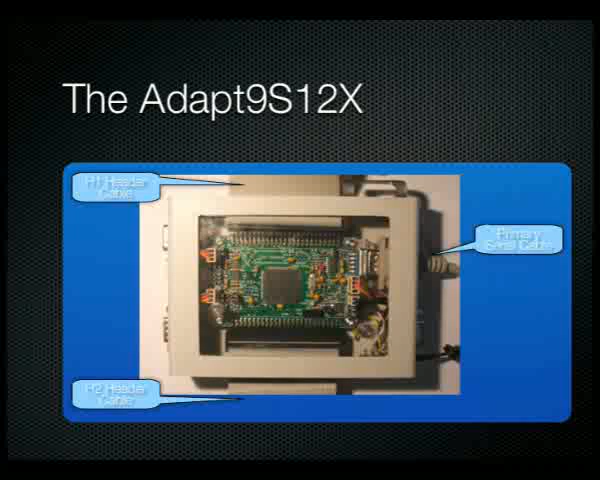 The Adapt9S12X
H1 Header
Cable
Primary
Serial Cable
H2 Header
Cable